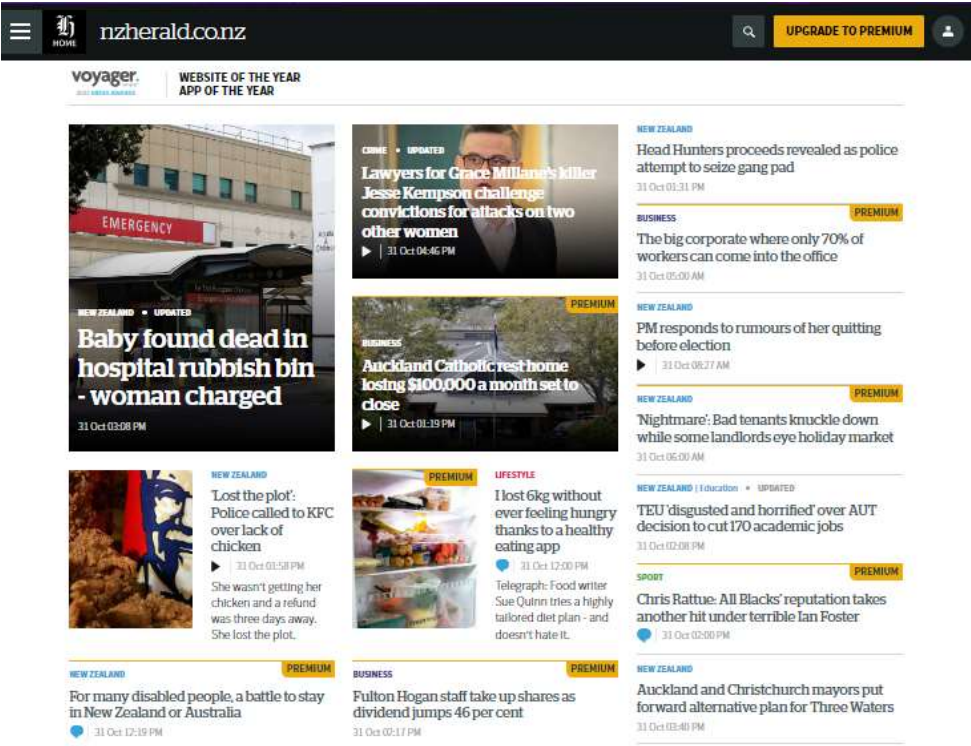 HOME
nzherald.co.nz
UPGRADE TO PREMIUM
voyager.
WEBSITE OF THE YEAR
APP OF THE YEAR
EMERGENCY
NEW ZEALAND • UPDATED
Baby found dead in
hospital rubbish bin
- woman charged
31 Oct 03:08 PM
CRIME • UPDATED
Lawyers for Grace Millane's killer
Jesse Kempson challenge
convictions for attacks on two
other women
31 Oct 04:46 PM
PREMIUM
BUSINESS
Auckland Catholic rest home
losing $100,000 a month set to
close
31 Oct 01:19 PM
NEW ZEALAND
'Lost the plot':
Police called to KFC
over lack of
chicken
31 Oct 03:58 PM
She wasn't getting her
chicken and a refund
was three days away.
She lost the plot.
PREMIUM
LIFESTYLE
I lost 6kg without
ever feeling hungry
thanks to a healthy
eating app
31 Oct 12:00 PM
Telegraph: Food writer
Sue Quinn tries a highly
tailored diet plan - and
doesn't hate it.
NEW ZEALAND
PREMIUM
For many disabled people, a battle to stay
in New Zealand or Australia
31 Oct 12:19 PM
BUSINESS
PREMIUM
Fulton Hogan staff take up shares as
dividend jumps 46 per cent
31 Oct 02:17 PM
NEW ZEALAND
Head Hunters proceeds revealed as police
attempt to seize gang pad
31 Oct 01:31 PM
BUSINESS
PREMIUM
The big corporate where only 70% of
workers can come into the office
31 Oct 05:00 AM
NEW ZEALAND
PM responds to rumours of her quitting
before election
31 Oct 08:27 AM
NEW ZEALAND
PREMIUM
'Nightmare': Bad tenants knuckle down
while some landlords eye holiday market
31 Oct 06:00 AM
NEW ZEALAND | Education • UPDATED
TEU 'disgusted and horrified' over AUT
decision to cut 170 academic jobs
31 Oct 02:08 PM
SPORT
PREMIUM
Chris Rattue: All Blacks' reputation takes
another hit under terrible Ian Foster
31 Oct 02:00 PM
NEW ZEALAND
Auckland and Christchurch mayors put
forward alternative plan for Three Waters
31 Oct 03:40 PM